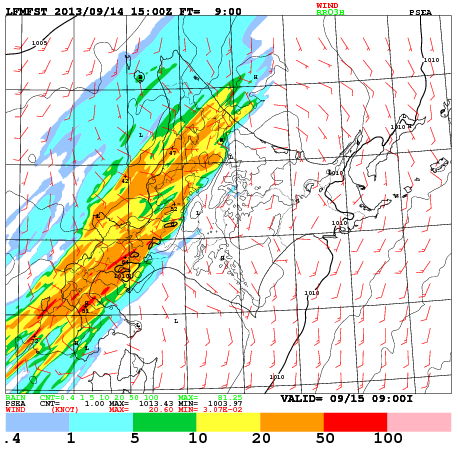 WIND
LFMFST 2013/09/14 15:00Z FT= 9:00
RROJB PSEA
1005
1010
1010
1010
1010
1010
1010
RAIN CNT=0.4 1 5 10 20 50 100 MAX= 81.25
PSEA CNT= 1.00 MAX= 1013.43 MIN= 1003.97
WIND (KNOT) MAX= 20.60 MIN= 3.07E-02
VALID= 09/15 09:00I
.4 1 5 10 20 50 100